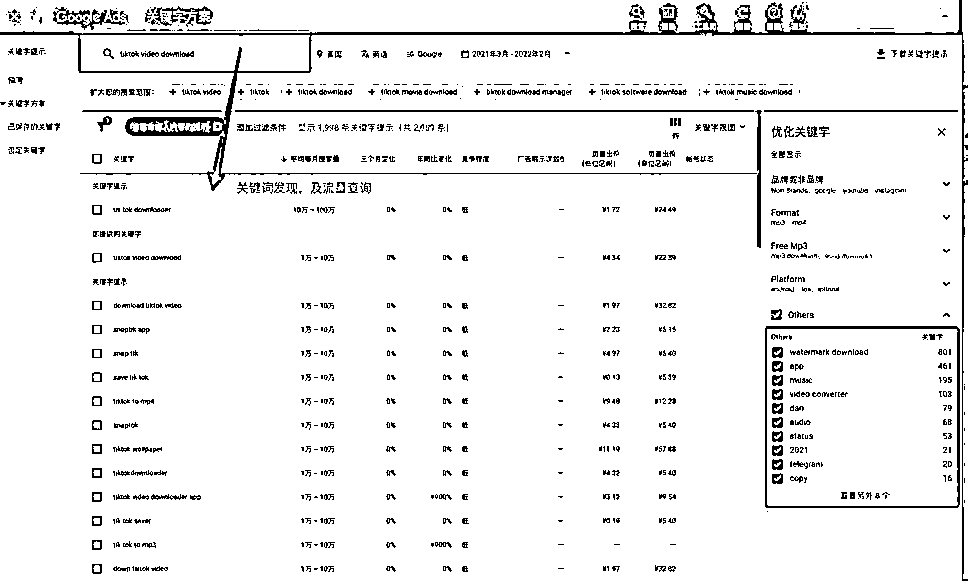 Google Ads 关键字方案
tiktok video download 美国 英语 Google 2021年3月 - 2022年2月 下载关键字提示
关键字提示
扩大您的搜索范围: + tiktok video + tiktok + tiktok download + tiktok movie download + tiktok download manager + tiktok software download + tiktok music download
关键字方案
已保存的关键字
否定关键字
添加过滤条件 显示 1,998 条关键字提示 (共 2,109 条) 列 关键字视图
优化关键字
全部显示
关键字 平均每月搜索量 三个月变化 年同比变化 竞争程度 广告展示次数份额 页首出价 (低位区间) 页首出价 (高位区间) 帐号状态
关键字提示
关键词发现,及流量查询
tik tok downloader 10万 – 100万 0% 0% 低 — ¥1.72 ¥24.49
您提供的关键字
tiktok video download 1万 – 10万 0% 0% 低 — ¥4.34 ¥22.39
关键字提示
download tiktok video 1万 – 10万 0% 0% 低 — ¥1.97 ¥32.62
snaptik app 1万 – 10万 0% 0% 低 — ¥2.23
snap tik 1万 – 10万 0% 0% 低 — ¥4.97 ¥5.40
save tik tok 1万 – 10万 0% 0% 低 — ¥0.13 ¥5.39
tiktok to mp4 1万 – 10万 0% 0% 低 — ¥9.48 ¥12.28
snaptok 1万 – 10万 0% 0% 低 — ¥4.33 ¥5.40
tiktok wallpaper 1万 – 10万 0% 0% 低 — ¥11.19 ¥57.68
tiktokdownloader 1万 – 10万 0% 0% 低 — ¥4.32 ¥5.40
tiktok video downloader app 1万 – 10万 0% +900% 低 — ¥3.12 ¥9.54
tik tok saver 1万 – 10万 0% 0% 低 — ¥0.16 ¥5.40
tik tok to mp3 1万 – 10万 0% +900% 低 — — —
down tiktok video 1万 – 10万 0% 0% 低 — ¥1.97 ¥32.62
品牌或非品牌
Non-Brands, google, youtube, instagram
Format
mp3, mp4
Free Mp3
Platform
android, ios, iphone
Others
Others 关键字
watermark download 801
app 461
music 195
video converter 103
dan 79
audio 68
status 53
2021 21
telegram 20
copy 16
查看另外 8 个